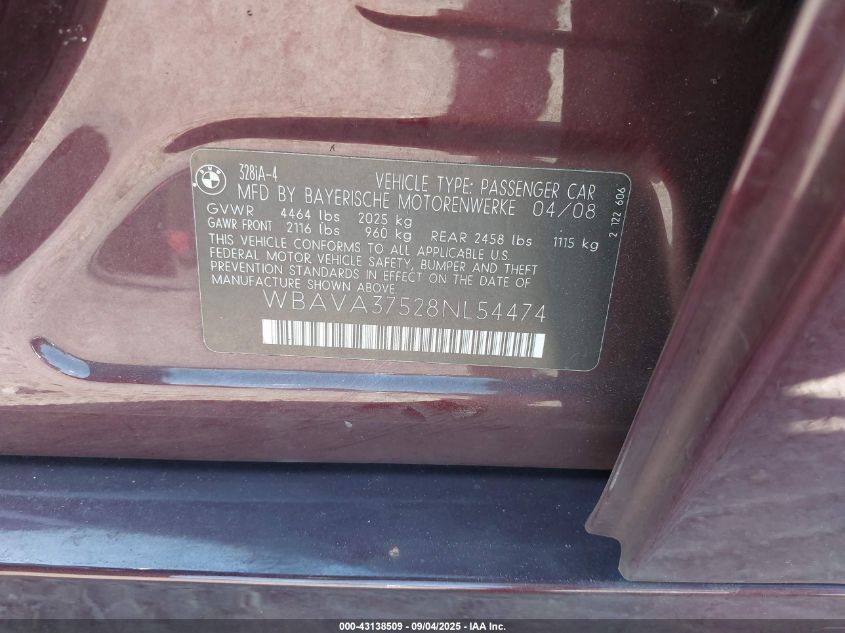 BMW
328iA-4
VEHICLE TYPE: PASSENGER CAR
MFD BY BAYERISCHE MOTORENWERKE 04/08
GVWR 4464 lbs 2025 kg
GAWR FRONT 2116 lbs 960 kg REAR 2458 lbs 1115 kg
THIS VEHICLE CONFORMS TO ALL APPLICABLE U.S.
FEDERAL MOTOR VEHICLE SAFETY, BUMPER AND THEFT
PREVENTION STANDARDS IN EFFECT ON THE DATE OF
MANUFACTURE SHOWN ABOVE.
WBAVA37528NL54474
2 122 606
000-43138509 - 09/04/2025 - IAA Inc.